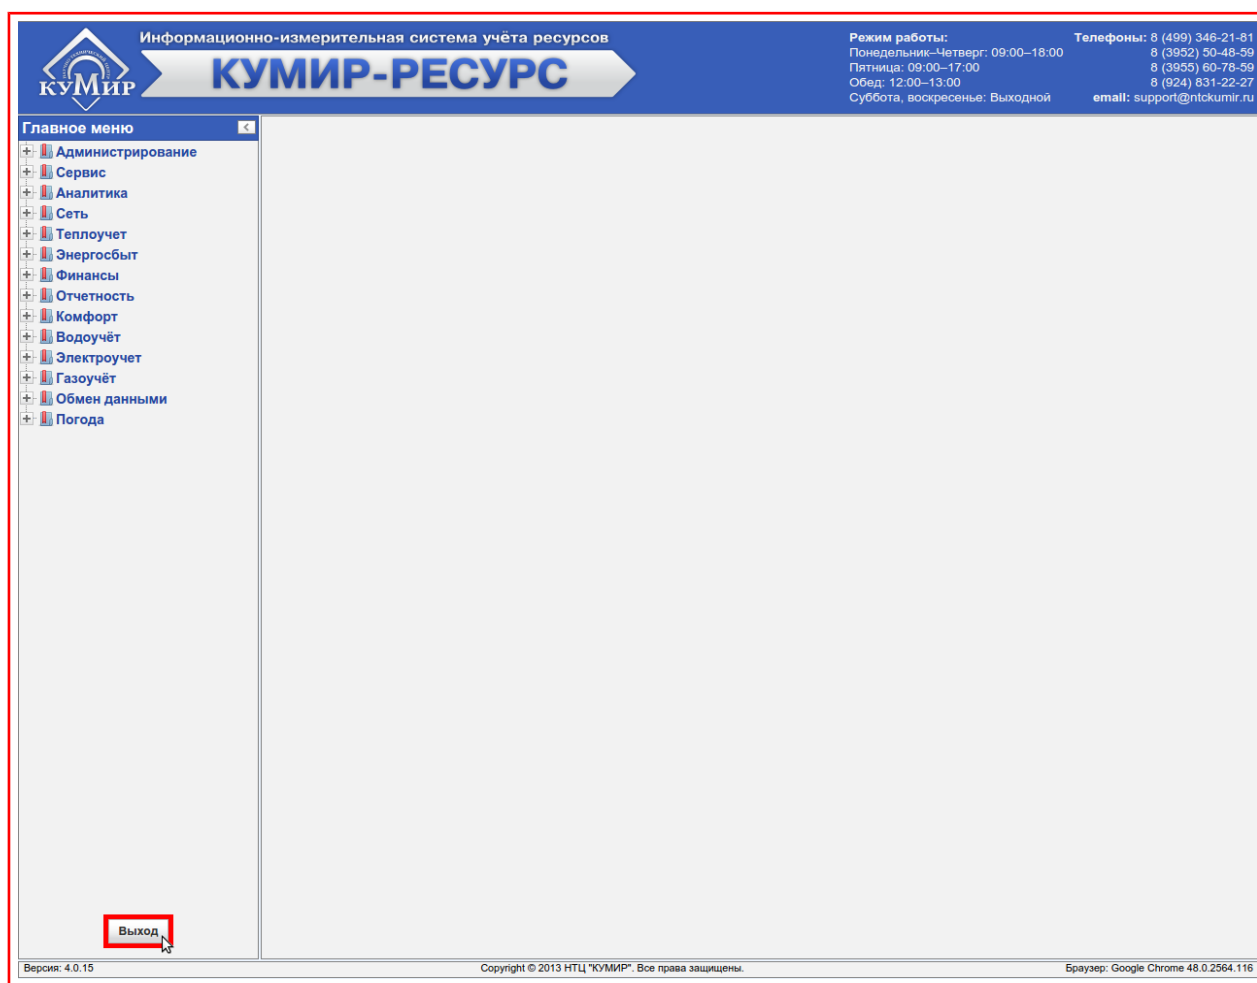 Информационно-измерительная система учёта ресурсов
КУМИР-РЕСУРС
КУМИР
Режим работы:
Понедельник–Четверг: 09:00–18:00
Пятница: 09:00–17:00
Обед: 12:00–13:00
Суббота, воскресенье: Выходной
Телефоны: 8 (499) 346-21-81
8 (3952) 50-48-59
8 (3955) 60-78-59
8 (924) 831-22-27
email: support@ntckumir.ru
Главное меню
Администрирование
Сервис
Аналитика
Сеть
Теплоучет
Энергосбыт
Финансы
Отчетность
Комфорт
Водоучёт
Электроучет
Газоучёт
Обмен данными
Погода
Выход
Версия: 4.0.15
Copyright © 2013 НТЦ "КУМИР". Все права защищены.
Браузер: Google Chrome 48.0.2564.116